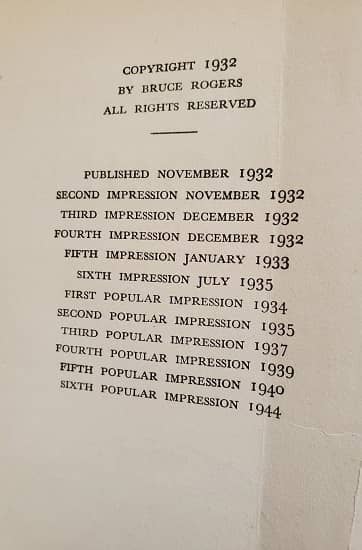 COPYRIGHT 1932
BY BRUCE ROGERS
ALL RIGHTS RESERVED
PUBLISHED NOVEMBER 1932
SECOND IMPRESSION NOVEMBER 1932
THIRD IMPRESSION DECEMBER 1932
FOURTH IMPRESSION DECEMBER 1932
FIFTH IMPRESSION JANUARY 1933
SIXTH IMPRESSION JULY 1935
FIRST POPULAR IMPRESSION 1934
SECOND POPULAR IMPRESSION 1935
THIRD POPULAR IMPRESSION 1937
FOURTH POPULAR IMPRESSION 1939
FIFTH POPULAR IMPRESSION 1940
SIXTH POPULAR IMPRESSION 1944